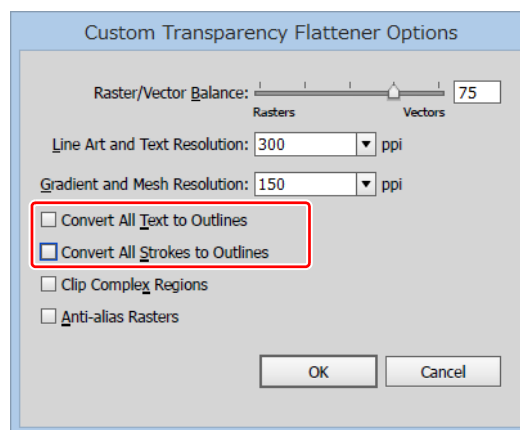 Custom Transparency Flattener Options
Raster/Vector Balance: 75
Rasters Vectors
Line Art and Text Resolution: 300 ppi
Gradient and Mesh Resolution: 150 ppi
Convert All Text to Outlines
Convert All Strokes to Outlines
Clip Complex Regions
Anti-alias Rasters
OK Cancel